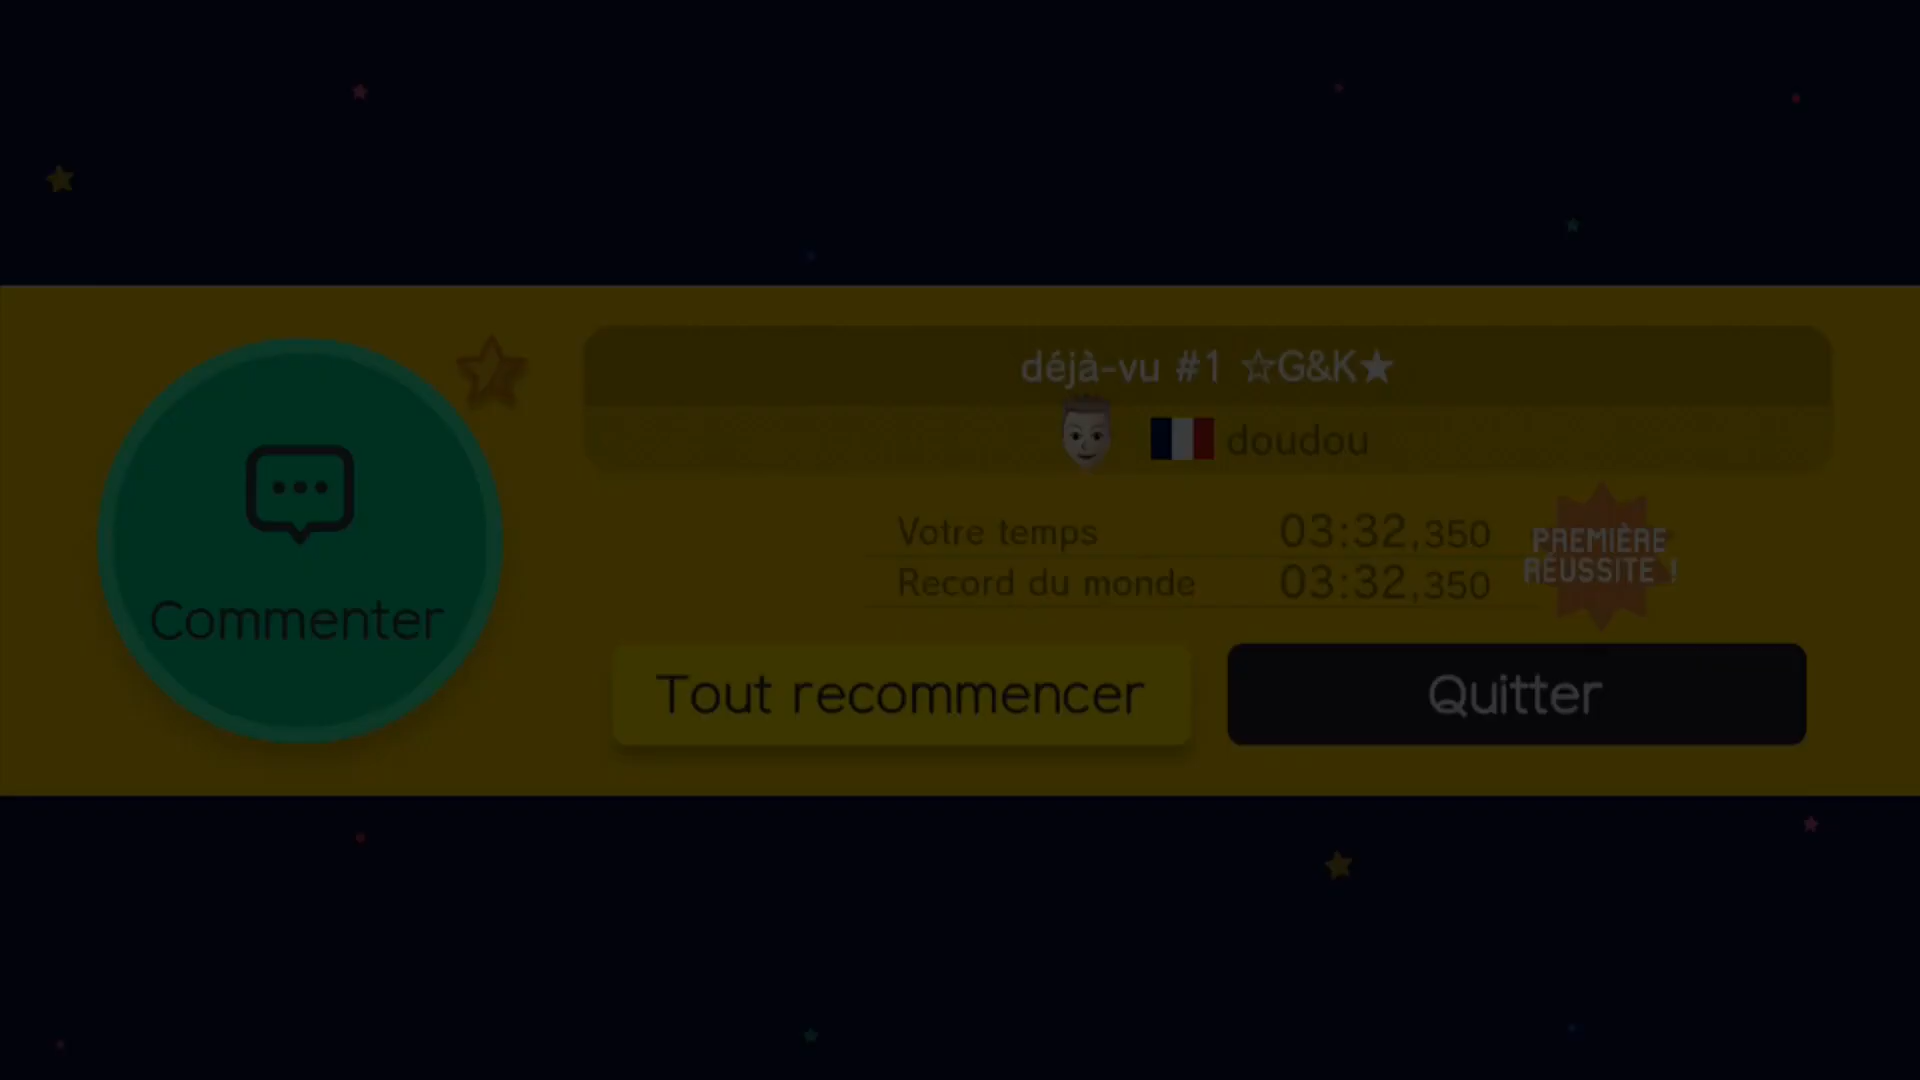 déjà-vu #1 ☆G&K★
doudou
Votre temps 03:32,350
Record du monde 03:32,350
PREMIÈRE
RÉUSSITE !
Commenter
Tout recommencer
Quitter